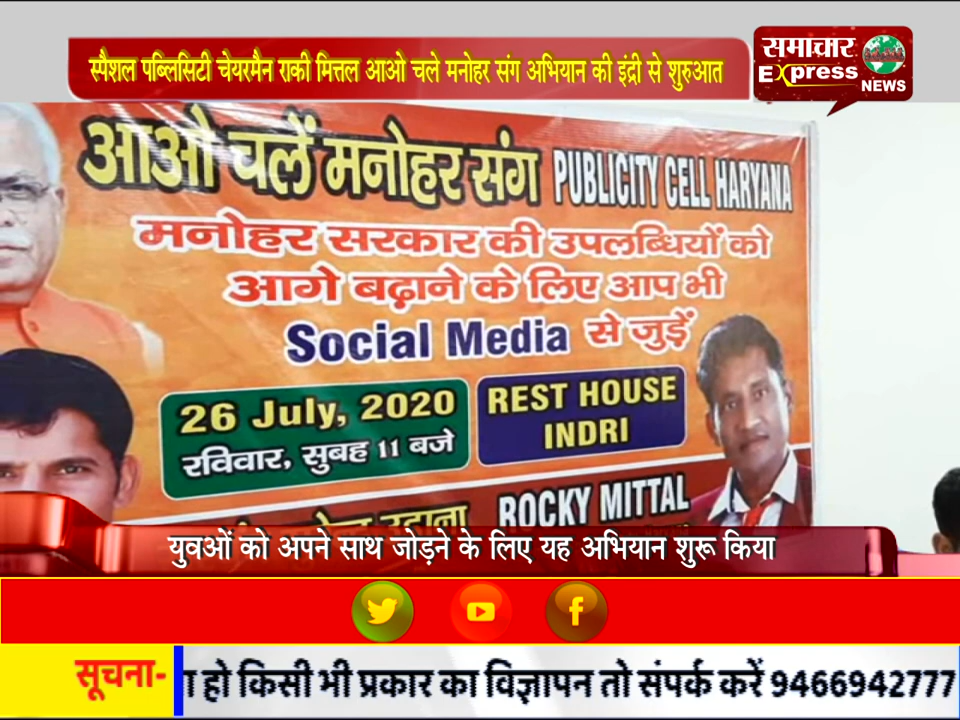 स्पैशल पब्लिसिटी चेयरमैन राकी मित्तल आओ चले मनोहर संग अभियान की इंद्री से शुरुआत
समाचार
Express
NEWS
आओ चलें मनोहर संग PUBLICITY CELL HARYANA
मनोहर सरकार की उपलब्धियों को
आगे बढ़ाने के लिए आप भी
Social Media से जुड़ें
26 July, 2020
रविवार, सुबह 11 बजे
REST HOUSE
INDRI
ROCKY MITTAL
युवओं को अपने साथ जोड़ने के लिए यह अभियान शुरू किया
सूचना- हो किसी भी प्रकार का विज्ञापन तो संपर्क करें 9466942777